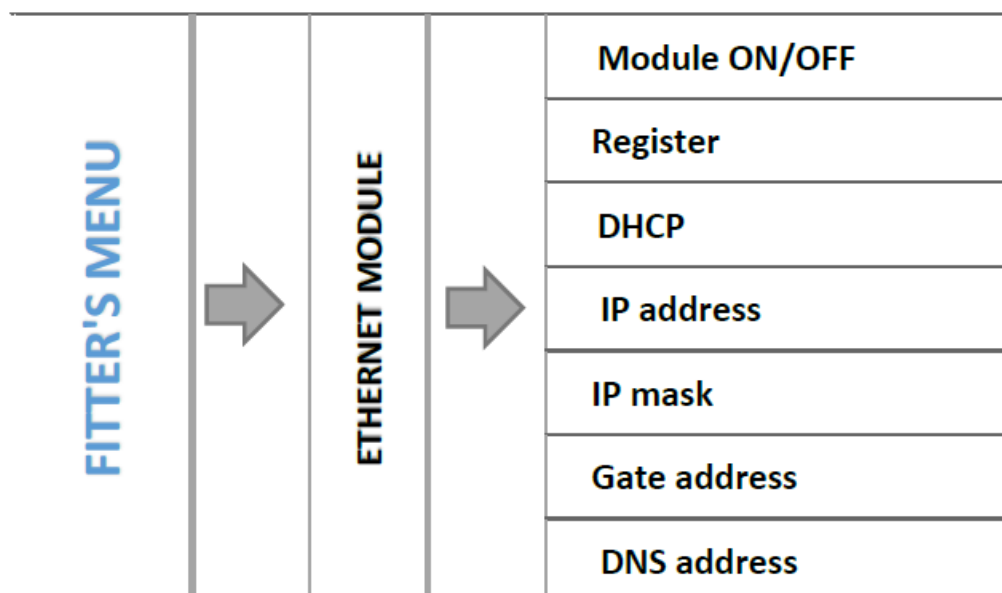 FITTER'S MENU
ETHERNET MODULE
Module ON/OFF
Register
DHCP
IP address
IP mask
Gate address
DNS address